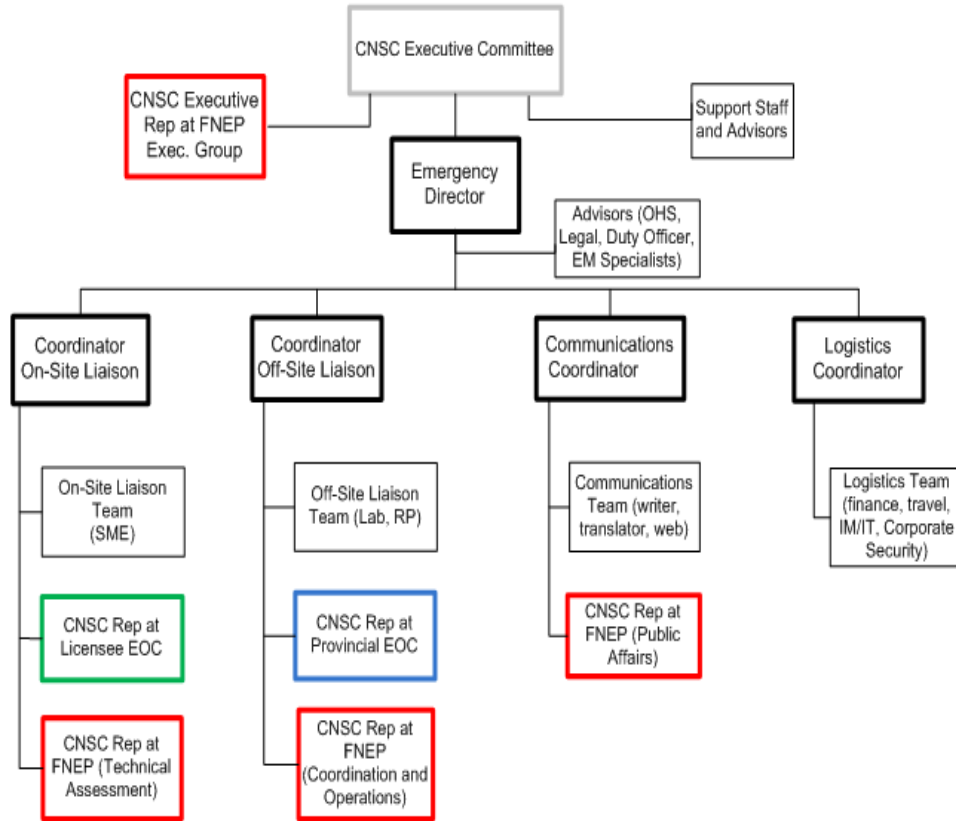 CNSC Executive Committee
CNSC Executive
Rep at FNEP
Exec. Group
Support Staff
and Advisors
Emergency
Director
Advisors (OHS,
Legal, Duty Officer,
EM Specialists)
Coordinator
On-Site Liaison
Coordinator
Off-Site Liaison
Communications
Coordinator
Logistics
Coordinator
On-Site Liaison
Team
(SME)
Off-Site Liaison
Team (Lab, RP)
Communications
Team (writer,
translator, web)
Logistics Team
(finance, travel,
IM/IT, Corporate
Security)
CNSC Rep at
Licensee EOC
CNSC Rep at
Provincial EOC
CNSC Rep at
FNEP (Public
Affairs)
CNSC Rep at
FNEP (Technical
Assessment)
CNSC Rep at
FNEP
(Coordination and
Operations)